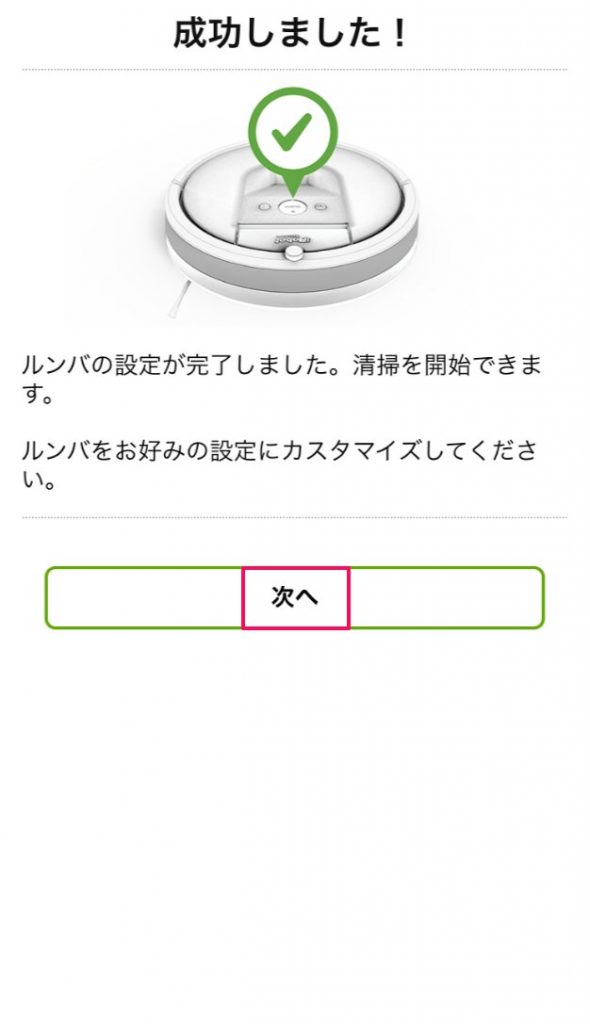 成功しました！
ルンバの設定が完了しました。清掃を開始できま
す。
ルンバをお好みの設定にカスタマイズしてくださ
い。
次へ